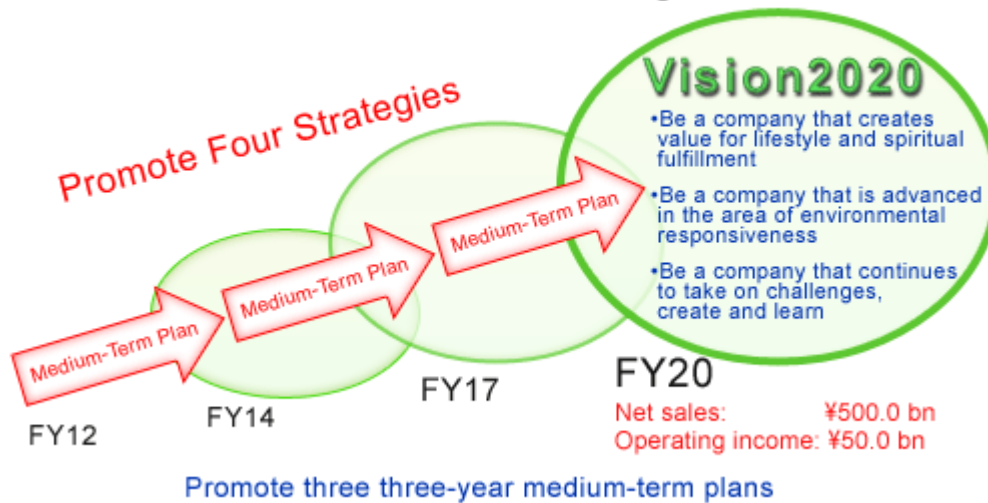 Promote Four Strategies
Vision2020
•Be a company that creates
value for lifestyle and spiritual
fulfillment
•Be a company that is advanced
in the area of environmental
responsiveness
•Be a company that continues
to take on challenges,
create and learn
Medium-Term Plan
Medium-Term Plan
Medium-Term Plan
FY12
FY14
FY17
FY20
Net sales: ¥500.0 bn
Operating income: ¥50.0 bn
Promote three three-year medium-term plans